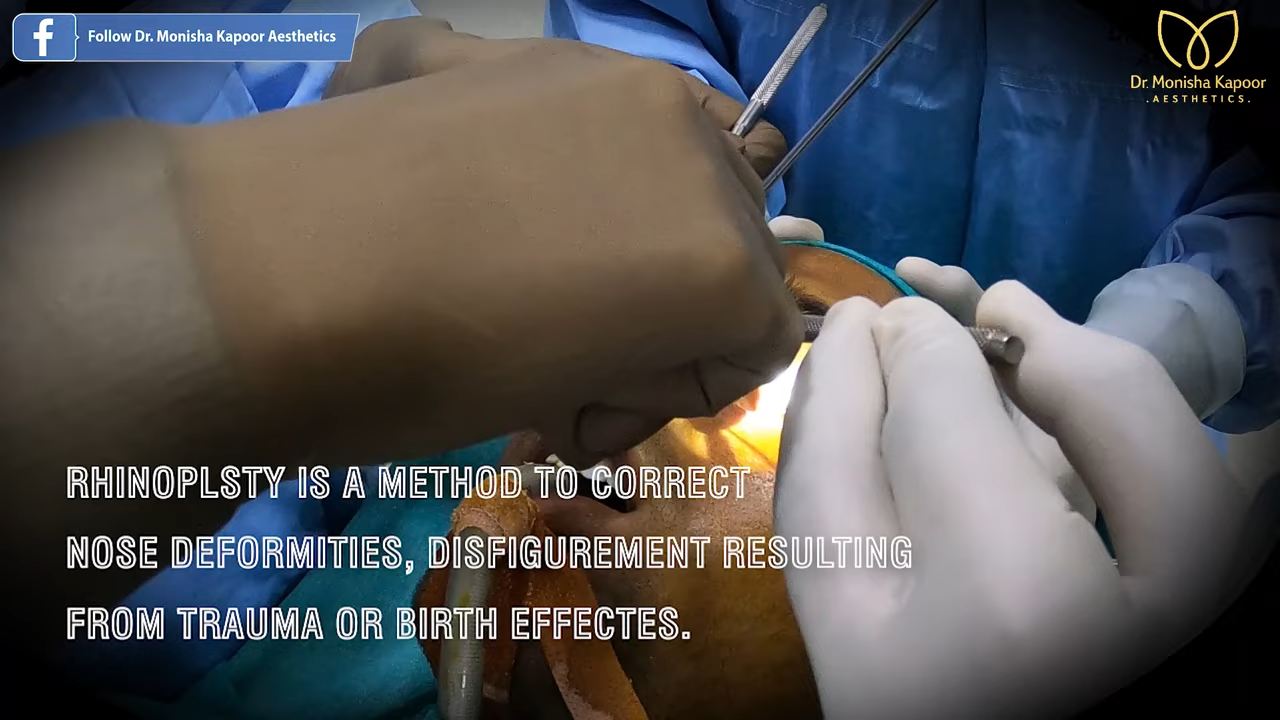 f Follow Dr. Monisha Kapoor Aesthetics
Dr. Monisha Kapoor
.AESTHETICS.
RHINOPLSTY IS A METHOD TO CORRECT
NOSE DEFORMITIES, DISFIGUREMENT RESULTING
FROM TRAUMA OR BIRTH EFFECTES.